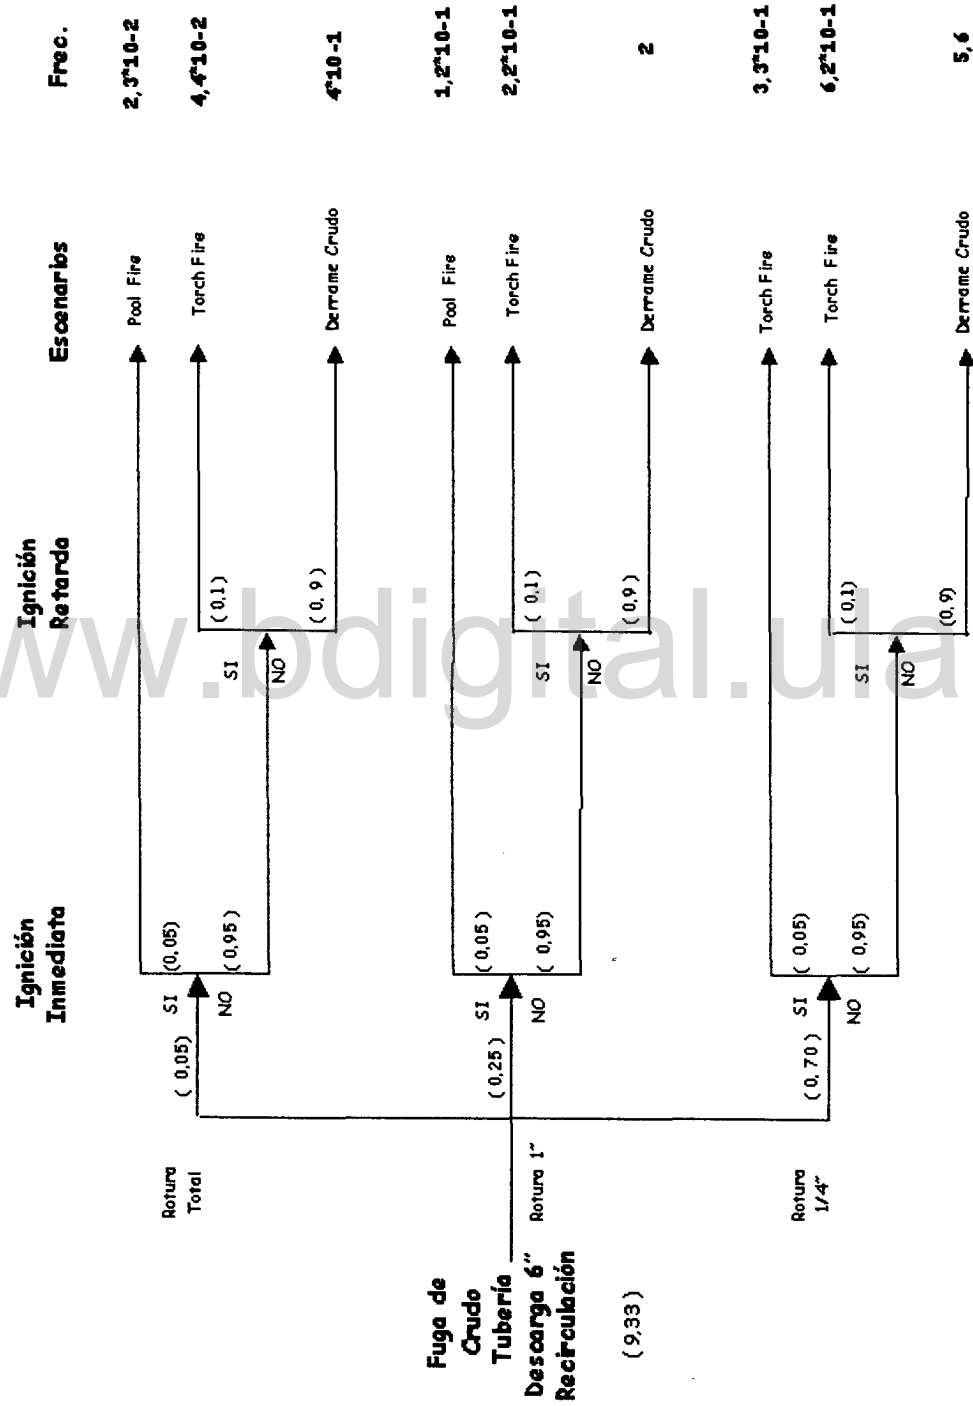 Ignición
Inmediata
Ignición
Retarda
Escenarios
Frec.
Fuga de
Crudo
Tubería
Descarga 6"
Recirculación
( 9,33 )
Rotura
Total
( 0,05)
SI
NO
(0,05)
( 0,95 )
SI
NO
( 0,1)
( 0, 9 )
Pool Fire
2,3*10-2
Torch Fire
4,4*10-2
Derrame Crudo
4*10-1
Rotura 1"
( 0,25 )
SI
NO
( 0,05 )
( 0,95)
SI
NO
( 0,1 )
(0,9 )
Pool Fire
1,2*10-1
Torch Fire
2,2*10-1
Derrame Crudo
2
Rotura
1/4"
( 0, 70 )
SI
NO
( 0,05)
( 0,95)
SI
NO
(0,1)
(0, 9)
Torch Fire
3,3*10-1
Torch Fire
6,2*10-1
Derrame Crudo
5,6
ww.bdigital.ula